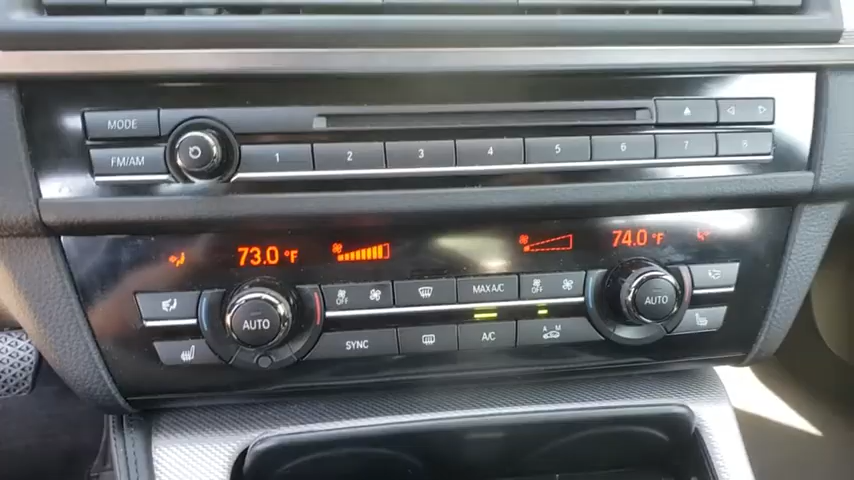 MODE
FM/AM
1 2 3 4 5 6 7 8
73.0 °F
74.0 °F
OFF
MAX A/C
OFF
AUTO
AUTO
SYNC
A/C
A M